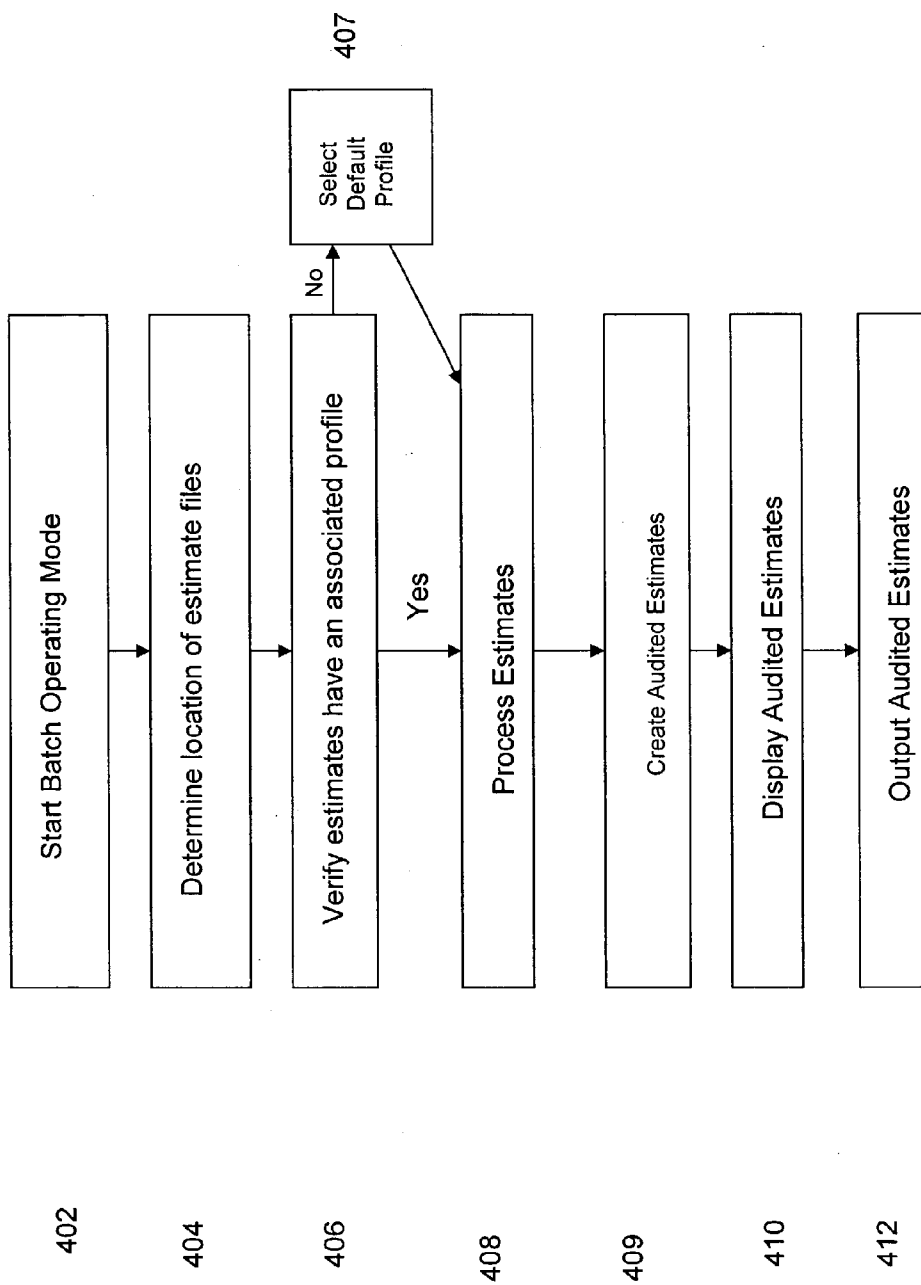 402
Start Batch Operating Mode
404
Determine location of estimate files
406
Verify estimates have an associated profile
No
Select
Default
Profile
407
Yes
408
Process Estimates
409
Create Audited Estimates
410
Display Audited Estimates
412
Output Audited Estimates